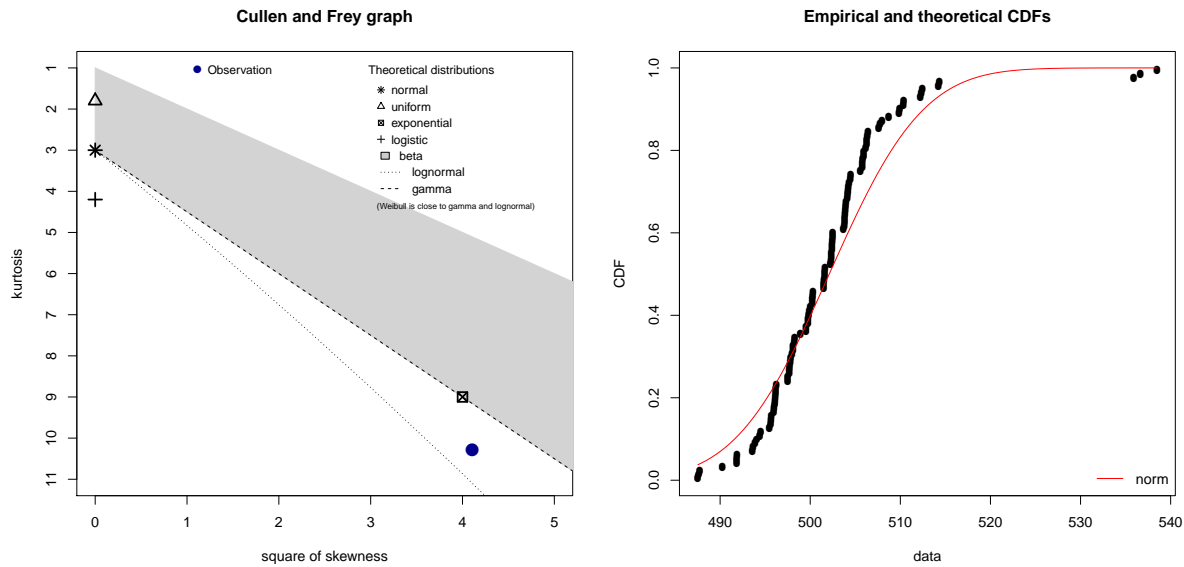 Cullen and Frey graph
Observation
Theoretical distributions
normal
uniform
exponential
logistic
beta
lognormal
gamma
(Weibull is close to gamma and lognormal)
kurtosis
1
2
3
4
5
6
7
8
9
10
11
0 1 2 3 4 5
square of skewness
Empirical and theoretical CDFs
CDF
1.0
0.8
0.6
0.4
0.2
0.0
norm
490 500 510 520 530 540
data